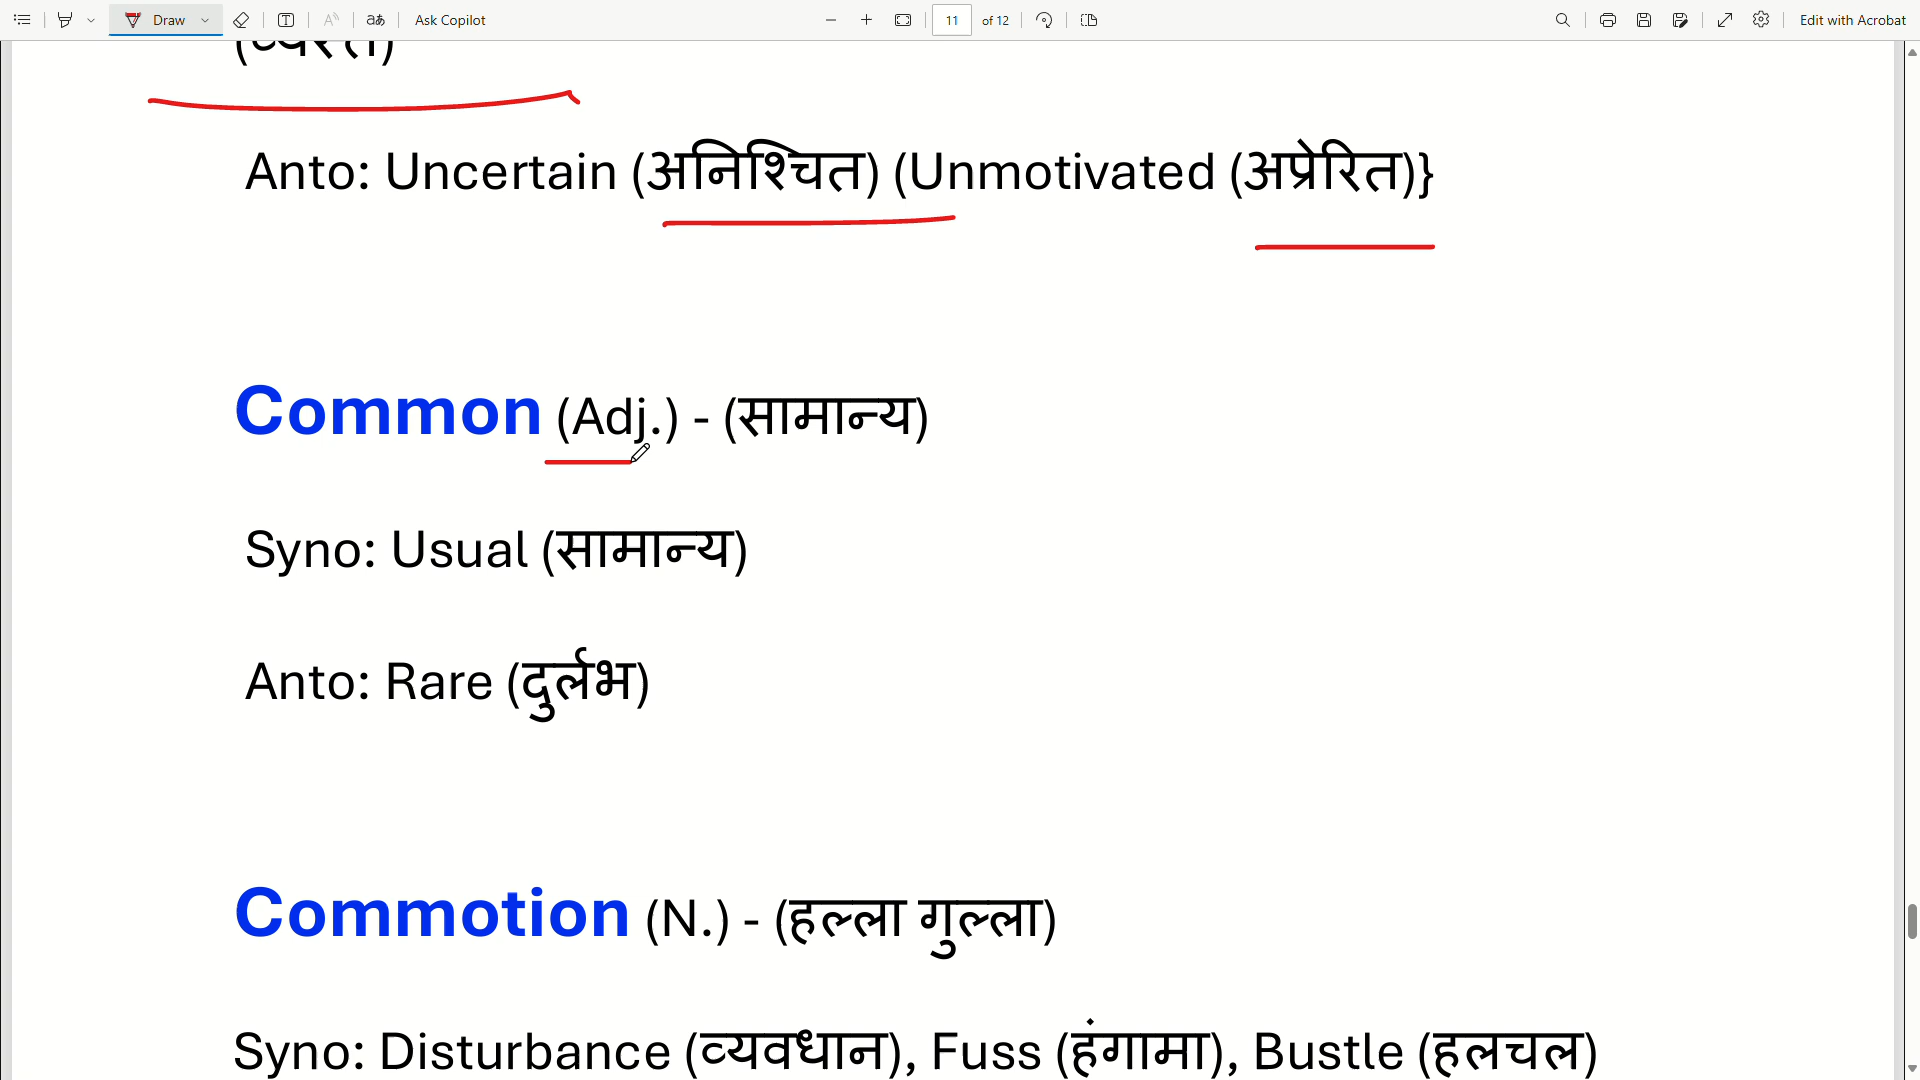 Draw Ask Copilot 11 of 12 Edit with Acrobat
Anto: Uncertain (अनिश्चित) (Unmotivated (अप्रेरित)}
Common (Adj.) - (सामान्य)
Syno: Usual (सामान्य)
Anto: Rare (दुर्लभ)
Commotion (N.) - (हल्ला गुल्ला)
Syno: Disturbance (व्यवधान), Fuss (हंगामा), Bustle (हलचल)